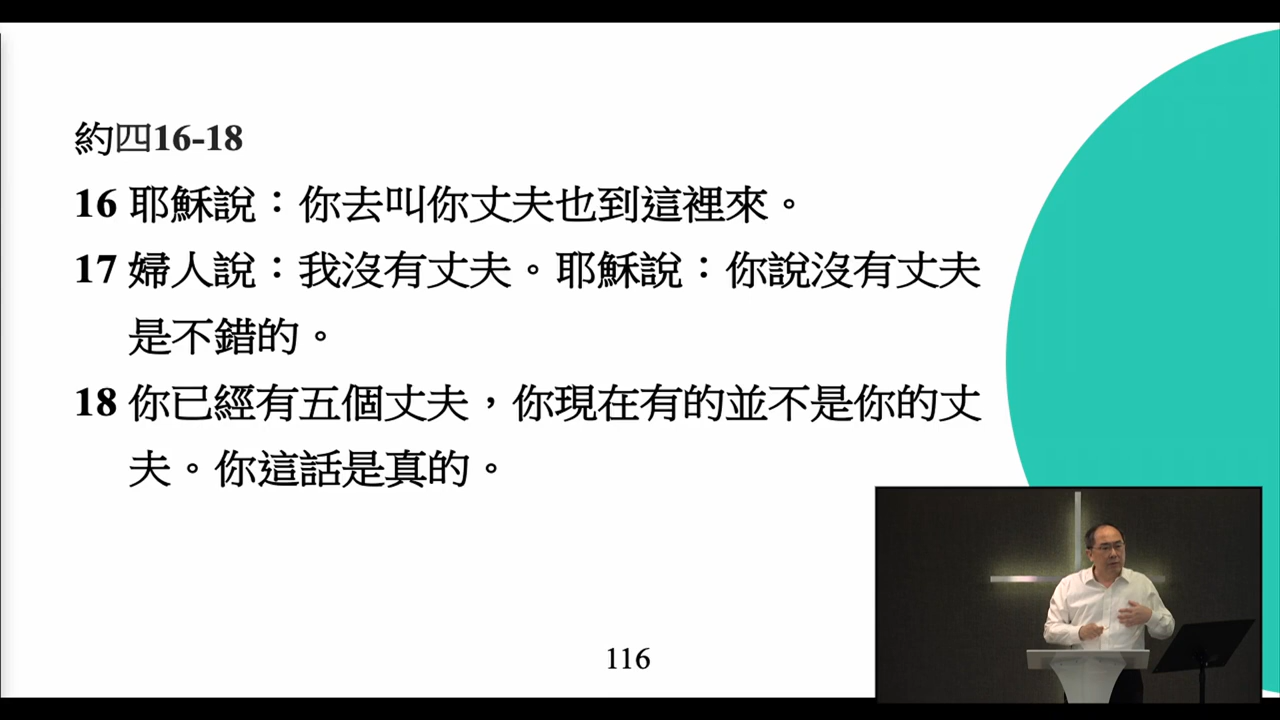 約四16-18
16 耶穌說：你去叫你丈夫也到這裡來。
17 婦人說：我沒有丈夫。耶穌說：你說沒有丈夫
是不錯的。
18 你已經有五個丈夫，你現在有的並不是你的丈
夫。你這話是真的。
116